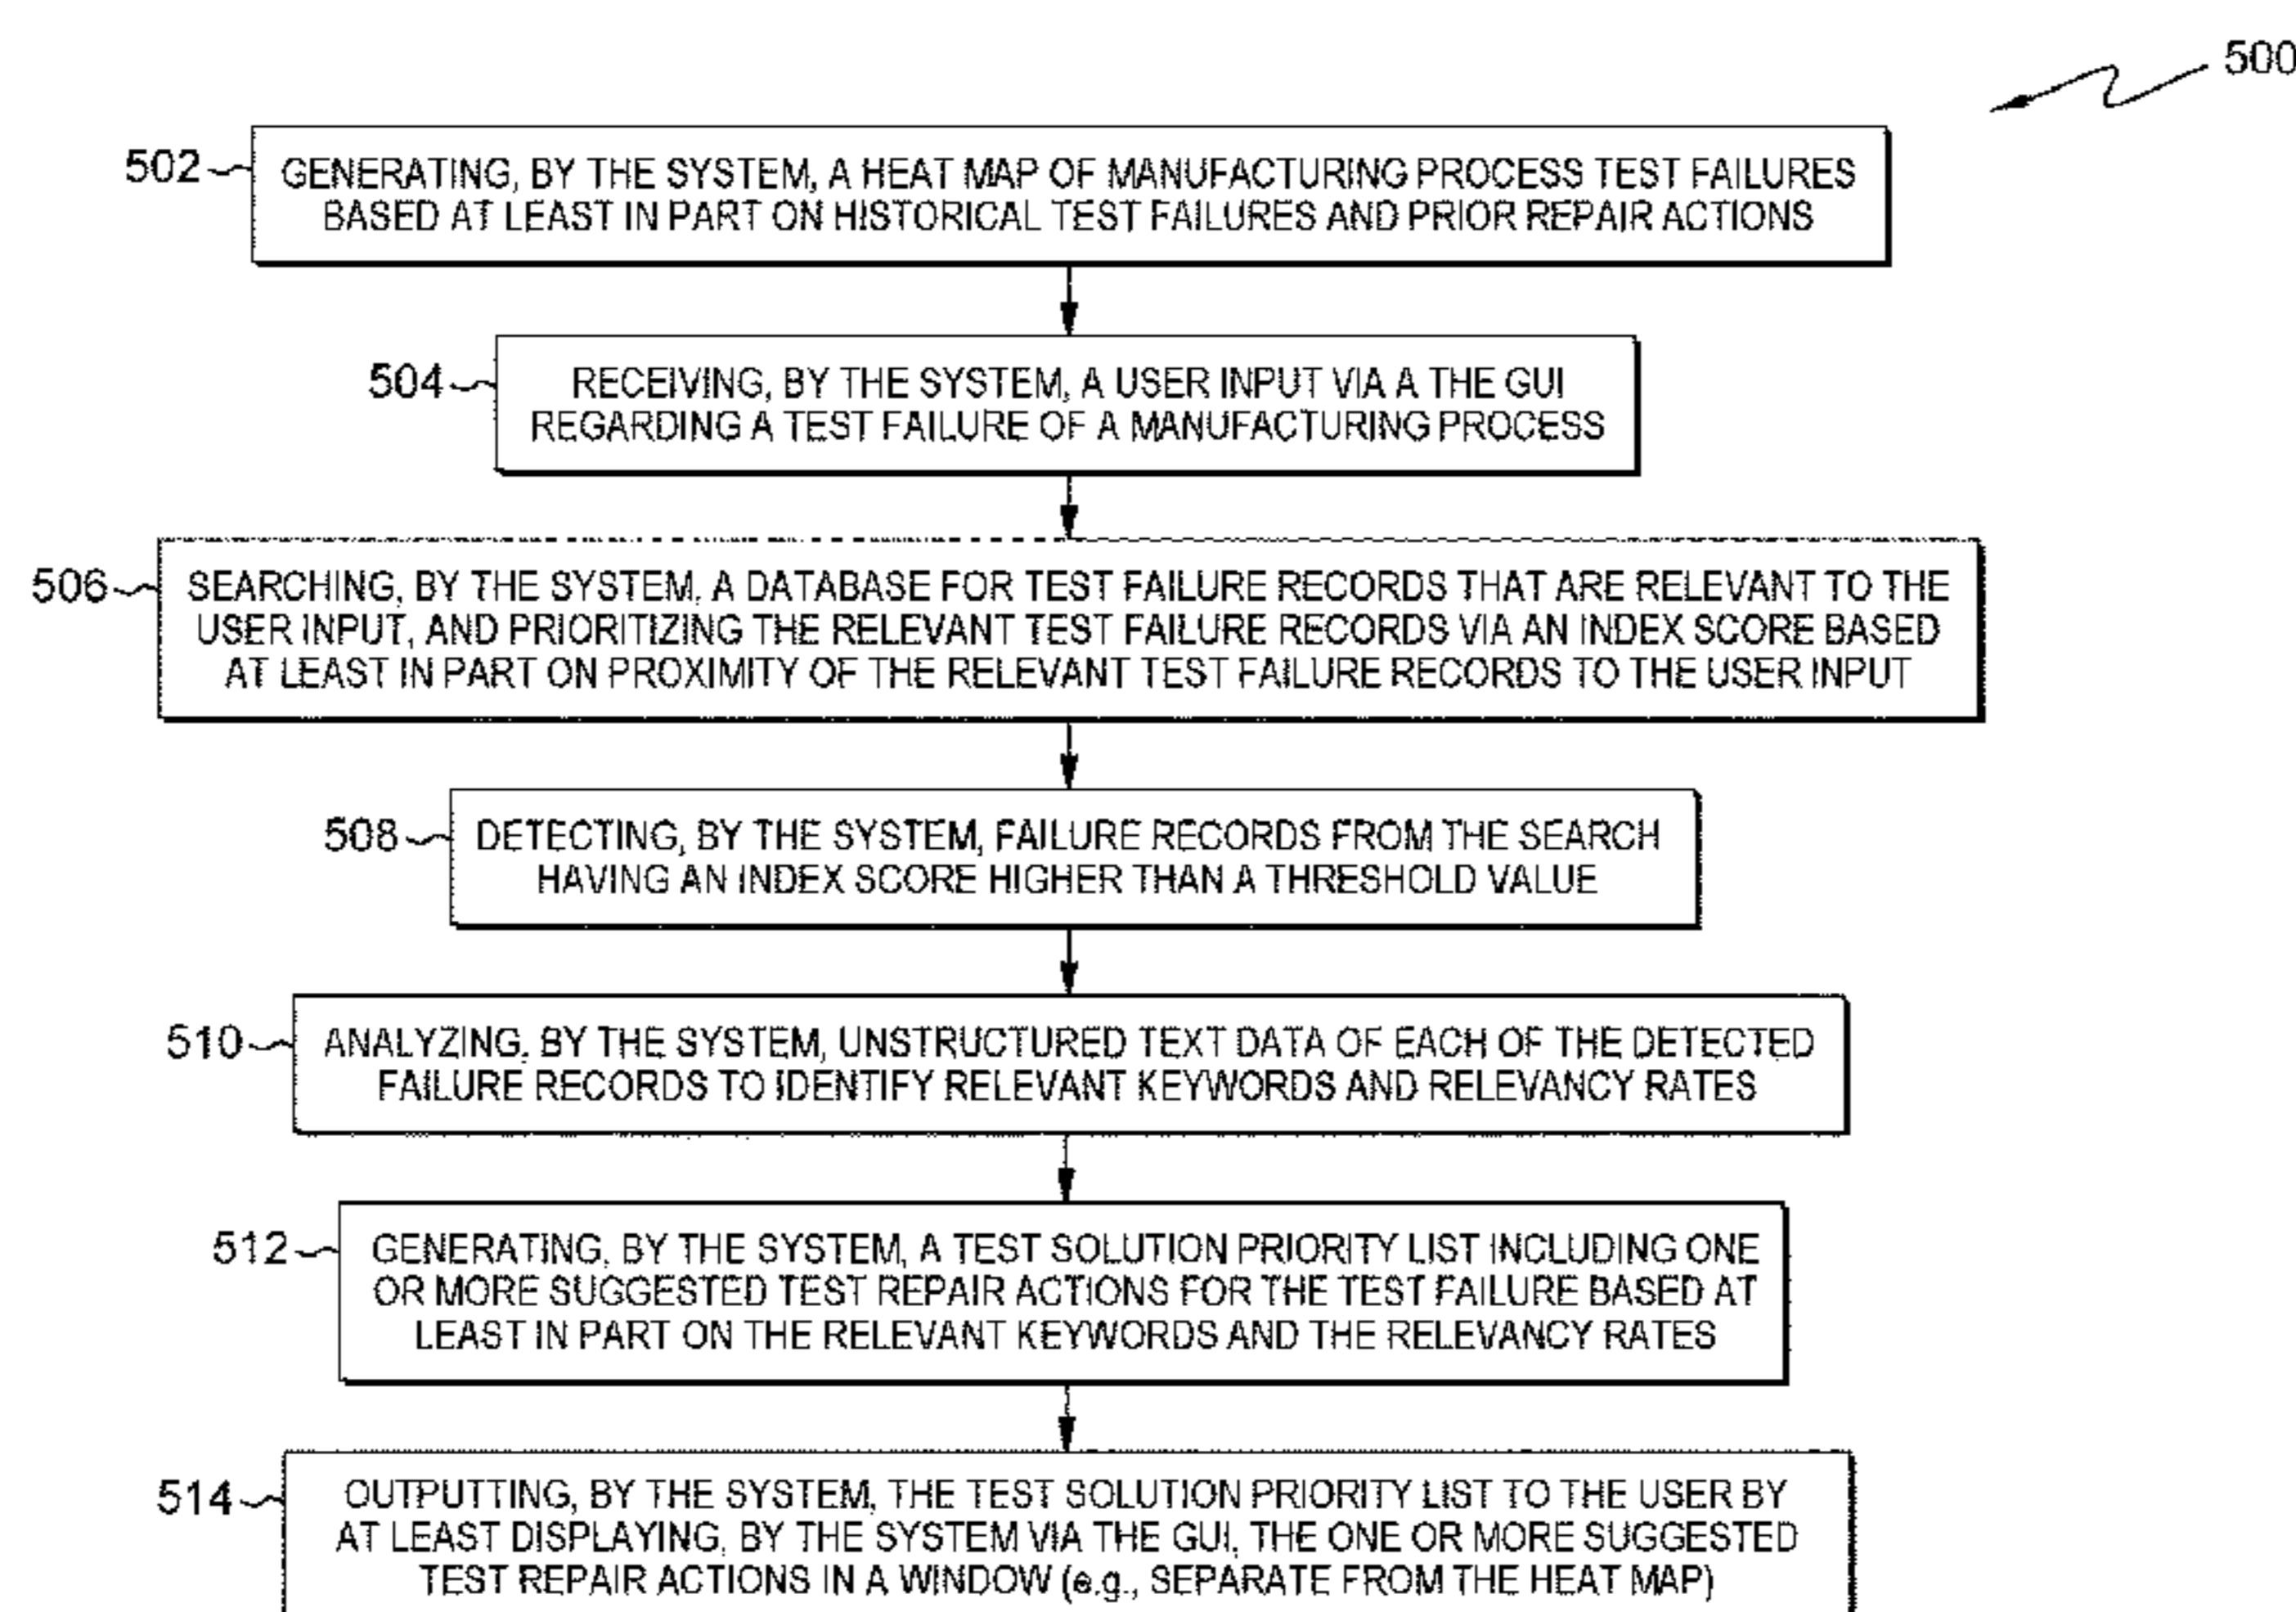 500
502
GENERATING, BY THE SYSTEM, A HEAT MAP OF MANUFACTURING PROCESS TEST FAILURES
BASED AT LEAST IN PART ON HISTORICAL TEST FAILURES AND PRIOR REPAIR ACTIONS
504
RECEIVING, BY THE SYSTEM, A USER INPUT VIA A THE GUI
REGARDING A TEST FAILURE OF A MANUFACTURING PROCESS
506
SEARCHING, BY THE SYSTEM, A DATABASE FOR TEST FAILURE RECORDS THAT ARE RELEVANT TO THE
USER INPUT, AND PRIORITIZING THE RELEVANT TEST FAILURE RECORDS VIA AN INDEX SCORE BASED
AT LEAST IN PART ON PROXIMITY OF THE RELEVANT TEST FAILURE RECORDS TO THE USER INPUT
508
DETECTING, BY THE SYSTEM, FAILURE RECORDS FROM THE SEARCH
HAVING AN INDEX SCORE HIGHER THAN A THRESHOLD VALUE
510
ANALYZING, BY THE SYSTEM, UNSTRUCTURED TEXT DATA OF EACH OF THE DETECTED
FAILURE RECORDS TO IDENTIFY RELEVANT KEYWORDS AND RELEVANCY RATES
512
GENERATING, BY THE SYSTEM, A TEST SOLUTION PRIORITY LIST INCLUDING ONE
OR MORE SUGGESTED TEST REPAIR ACTIONS FOR THE TEST FAILURE BASED AT
LEAST IN PART ON THE RELEVANT KEYWORDS AND THE RELEVANCY RATES
514
OUTPUTTING, BY THE SYSTEM, THE TEST SOLUTION PRIORITY LIST TO THE USER BY
AT LEAST DISPLAYING, BY THE SYSTEM VIA THE GUI, THE ONE OR MORE SUGGESTED
TEST REPAIR ACTIONS IN A WINDOW (e.g., SEPARATE FROM THE HEAT MAP)